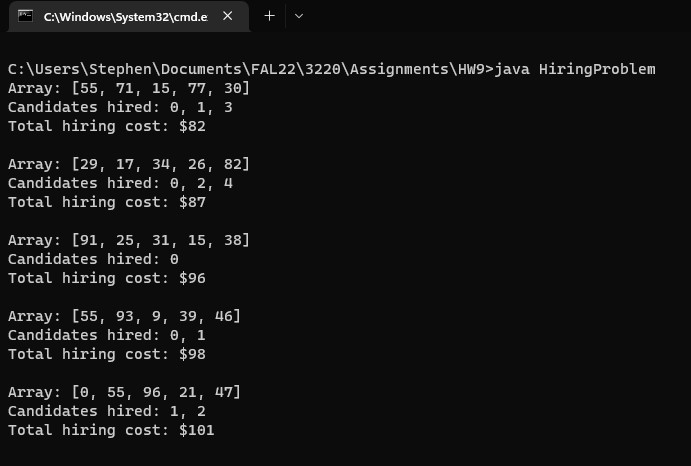 C:\Windows\System32\cmd.e
C:\Users\Stephen\Documents\FAL22\3220\Assignments\HW9>java HiringProblem
Array: [55, 71, 15, 77, 30]
Candidates hired: 0, 1, 3
Total hiring cost: $82
Array: [29, 17, 34, 26, 82]
Candidates hired: 0, 2, 4
Total hiring cost: $87
Array: [91, 25, 31, 15, 38]
Candidates hired: 0
Total hiring cost: $96
Array: [55, 93, 9, 39, 46]
Candidates hired: 0, 1
Total hiring cost: $98
Array: [0, 55, 96, 21, 47]
Candidates hired: 1, 2
Total hiring cost: $101